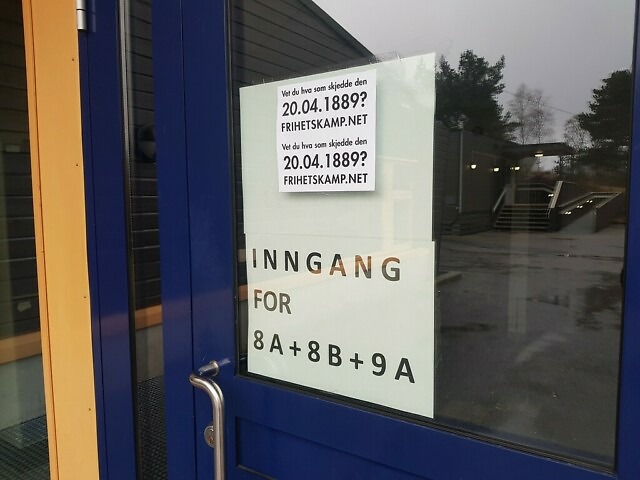 Vet du hva som skjedde den
20.04.1889?
FRIHETSKAMP.NET
Vet du hva som skjedde den
20.04.1889?
FRIHETSKAMP.NET
INNGANG
FOR
8A+8B+9A